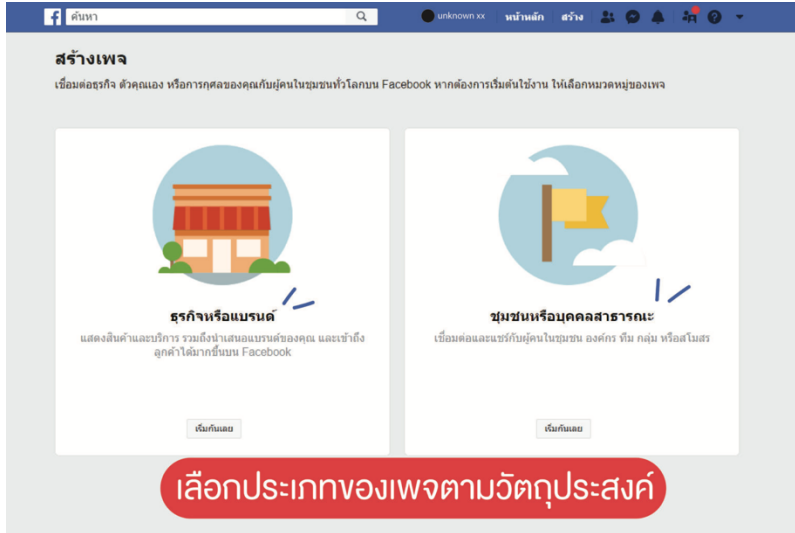 f ค้นหา unknown xx หน้าหลัก สร้าง
สร้างเพจ
เชื่อมต่อธุรกิจ ตัวคุณเอง หรือการกุศลของคุณกับผู้คนในชุมชนทั่วโลกบน Facebook หากต้องการเริ่มต้นใช้งาน ให้เลือกหมวดหมู่ของเพจ
ธุรกิจหรือแบรนด์
แสดงสินค้าและบริการ รวมถึงนำเสนอแบรนด์ของคุณ และเข้าถึง
ลูกค้าได้มากขึ้นบน Facebook
เริ่มกันเลย
ชุมชนหรือบุคคลสาธารณะ
เชื่อมต่อและแชร์กับผู้คนในชุมชน องค์กร ทีม กลุ่ม หรือสโมสร
เริ่มกันเลย
เลือกประเภทของเพจตามวัตถุประสงค์